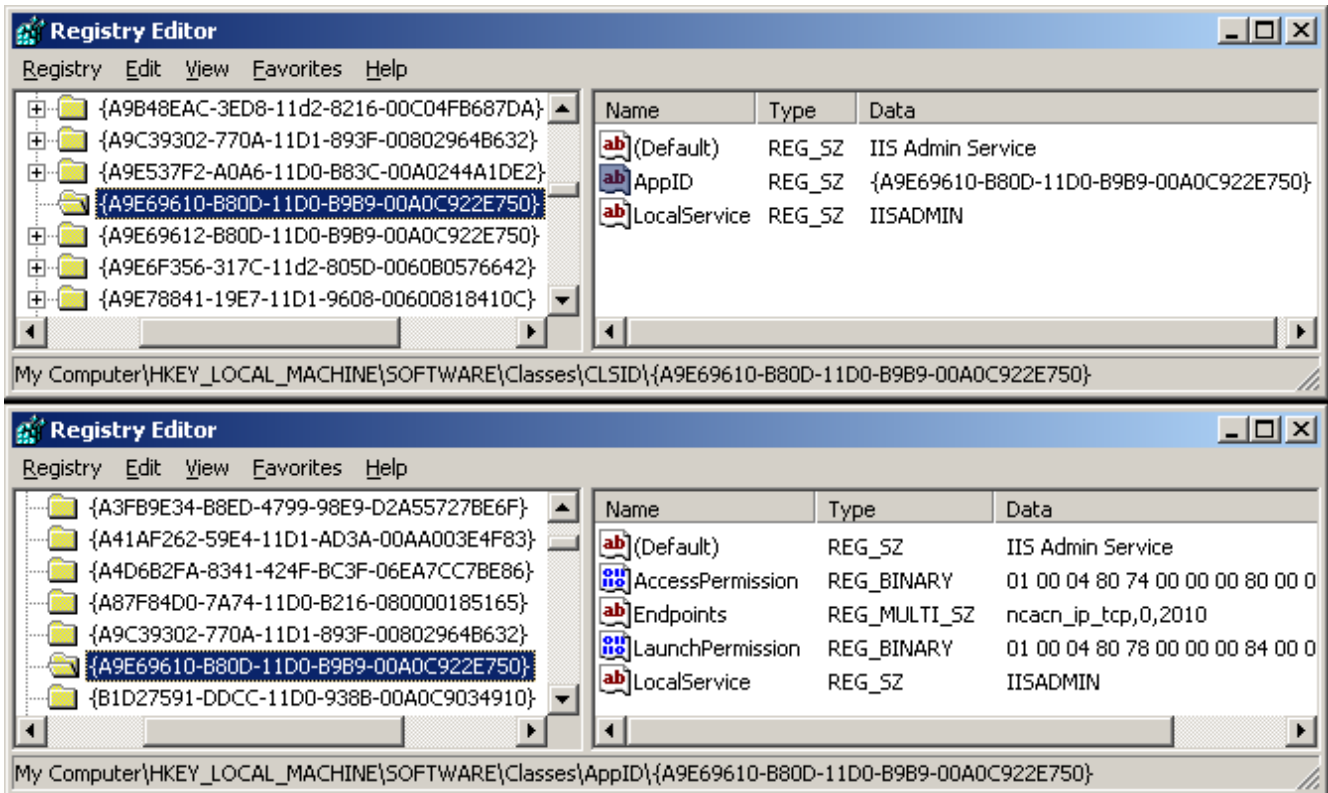 Registry Editor
Registry Edit View Favorites Help
{A9B48EAC-3ED8-11d2-8216-00C04FB687DA}
{A9C39302-770A-11D1-893F-00802964B632}
{A9E537F2-A0A6-11D0-B83C-00A0244A1DE2}
{A9E69610-B80D-11D0-B9B9-00A0C922E750}
{A9E69612-B80D-11D0-B9B9-00A0C922E750}
{A9E6F356-317C-11d2-805D-0060B0576642}
{A9E78841-19E7-11D1-9608-00600818410C}
Name Type Data
(Default) REG_SZ IIS Admin Service
AppID REG_SZ {A9E69610-B80D-11D0-B9B9-00A0C922E750}
LocalService REG_SZ IISADMIN
My Computer\HKEY_LOCAL_MACHINE\SOFTWARE\Classes\CLSID\{A9E69610-B80D-11D0-B9B9-00A0C922E750}
Registry Editor
Registry Edit View Favorites Help
{A3FB9E34-B8ED-4799-98E9-D2A55727BE6F}
{A41AF262-59E4-11D1-AD3A-00AA003E4F83}
{A4D6B2FA-8341-424F-BC3F-06EA7CC7BE86}
{A87F84D0-7A74-11D0-B216-080000185165}
{A9C39302-770A-11D1-893F-00802964B632}
{A9E69610-B80D-11D0-B9B9-00A0C922E750}
{B1D27591-DDCC-11D0-938B-00A0C9034910}
Name Type Data
(Default) REG_SZ IIS Admin Service
AccessPermission REG_BINARY 01 00 04 80 74 00 00 00 80 00 0
Endpoints REG_MULTI_SZ ncacn_ip_tcp,0,2010
LaunchPermission REG_BINARY 01 00 04 80 78 00 00 00 84 00 0
LocalService REG_SZ IISADMIN
My Computer\HKEY_LOCAL_MACHINE\SOFTWARE\Classes\AppID\{A9E69610-B80D-11D0-B9B9-00A0C922E750}